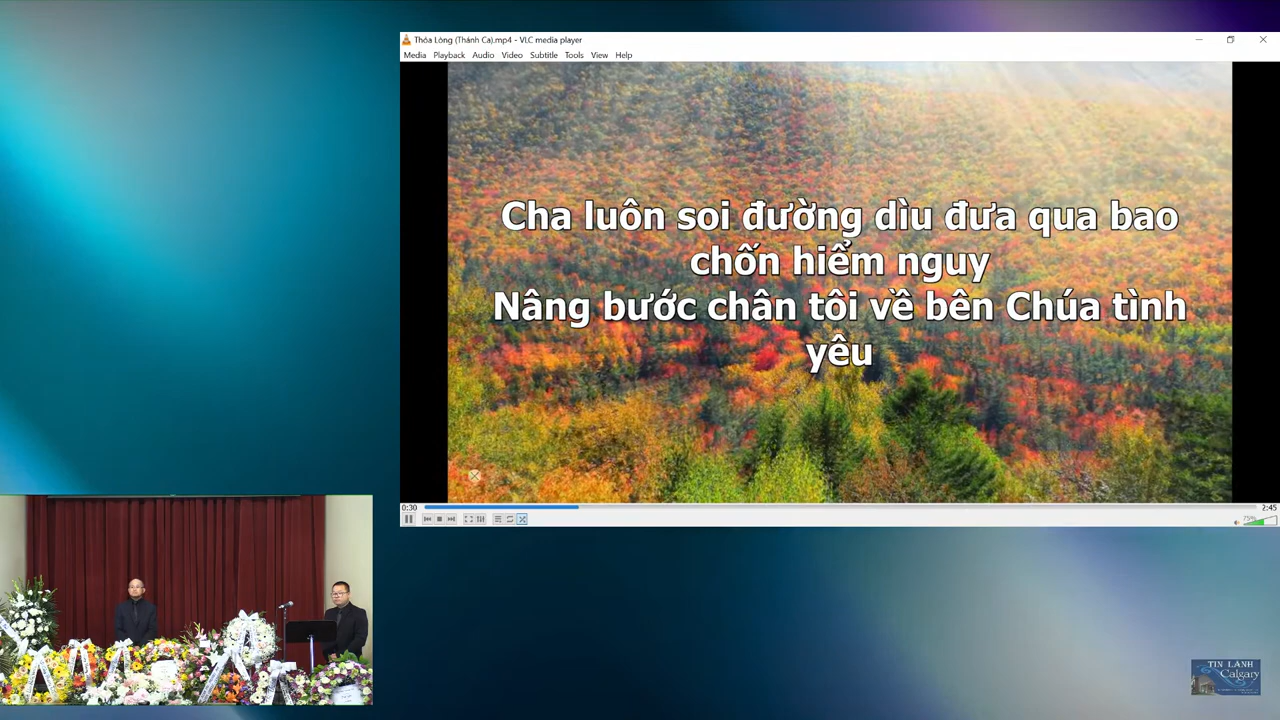 Thỏa Lòng (Thánh Ca).mp4 - VLC media player
Media Playback Audio Video Subtitle Tools View Help
Cha luôn soi đường dìu đưa qua bao
chốn hiểm nguy
Nâng bước chân tôi về bên Chúa tình
yêu
0:30
2:45
75%
TIN LÀNH
Calgary